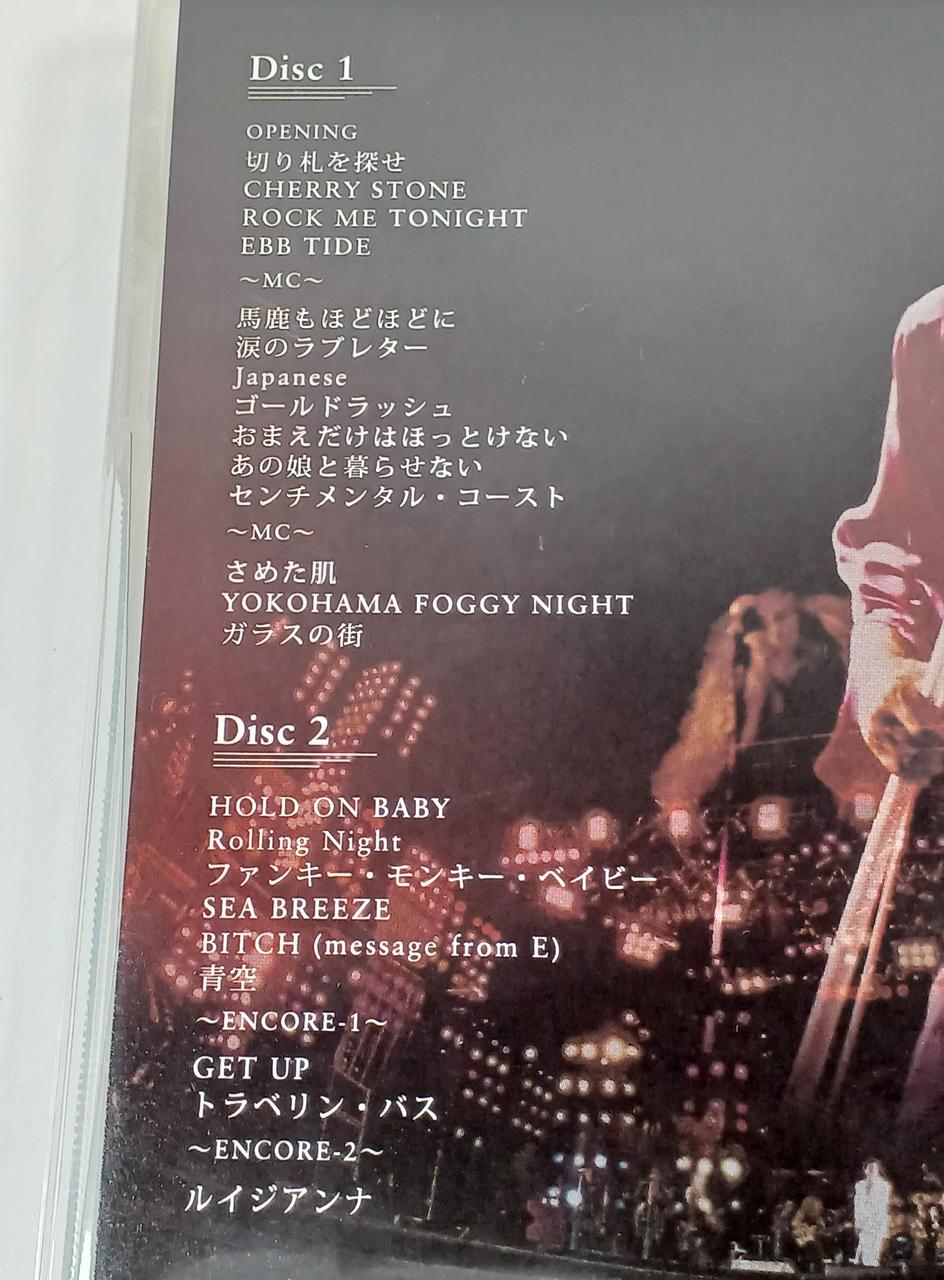 Disc 1
OPENING
切り札を探せ
CHERRY STONE
ROCK ME TONIGHT
EBB TIDE
～MC～
馬鹿もほどほどに
涙のラブレター
Japanese
ゴールドラッシュ
おまえだけはほっとけない
あの娘と暮らせない
センチメンタル・コースト
～MC～
さめた肌
YOKOHAMA FOGGY NIGHT
ガラスの街
Disc 2
HOLD ON BABY
Rolling Night
ファンキー・モンキー・ベイビー
SEA BREEZE
BITCH (message from E)
青空
～ENCORE-1～
GET UP
トラベリン・バス
～ENCORE-2～
ルイジアンナ